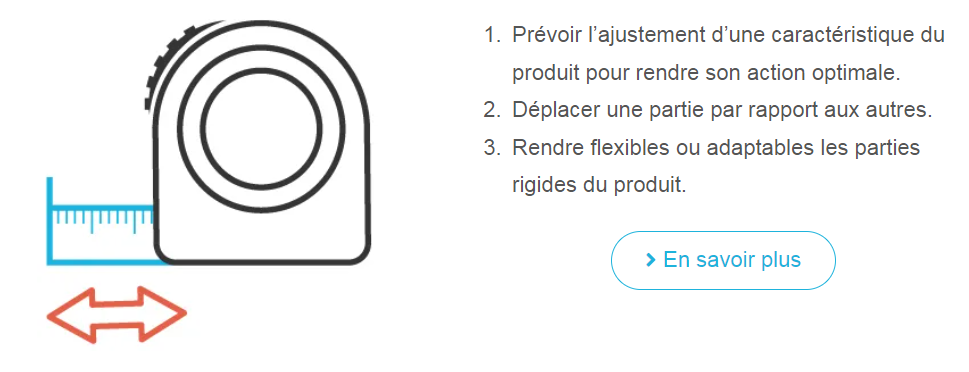 1. Prévoir l’ajustement d’une caractéristique du
produit pour rendre son action optimale.
2. Déplacer une partie par rapport aux autres.
3. Rendre flexibles ou adaptables les parties
rigides du produit.
En savoir plus